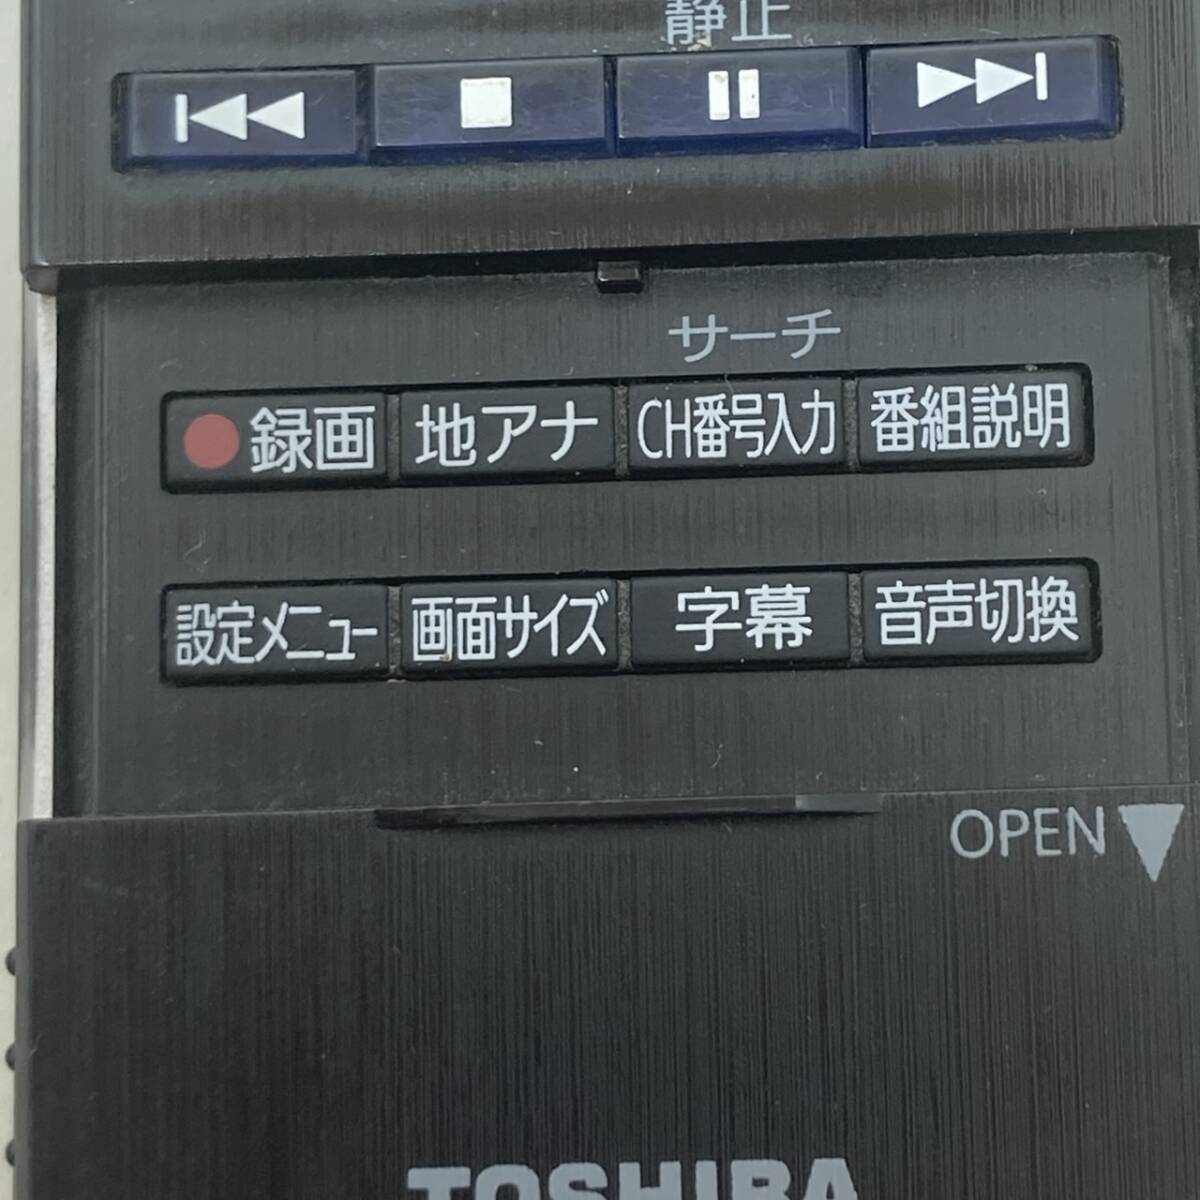 静止
サーチ
録画 地アナ CH番号入力 番組説明
設定メニュー 画面サイズ 字幕 音声切換
OPEN
TOSHIBA